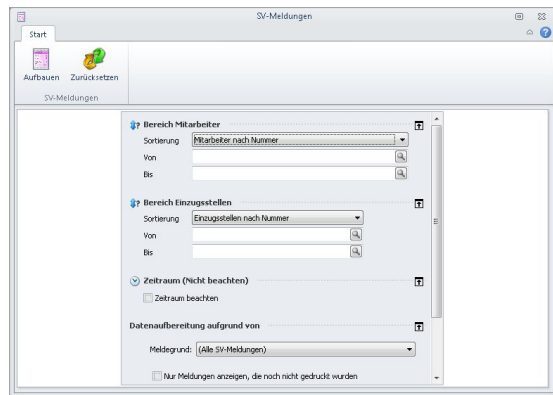 SV-Meldungen
Start
Aufbauen Zurücksetzen
SV-Meldungen
Bereich Mitarbeiter
Sortierung Mitarbeiter nach Nummer
Von
Bis
Bereich Einzugsstellen
Sortierung Einzugsstellen nach Nummer
Von
Bis
Zeitraum (Nicht beachten)
Zeitraum beachten
Datenaufbereitung aufgrund von
Meldegrund: (Alle SV-Meldungen)
Nur Meldungen anzeigen, die noch nicht gedruckt wurden